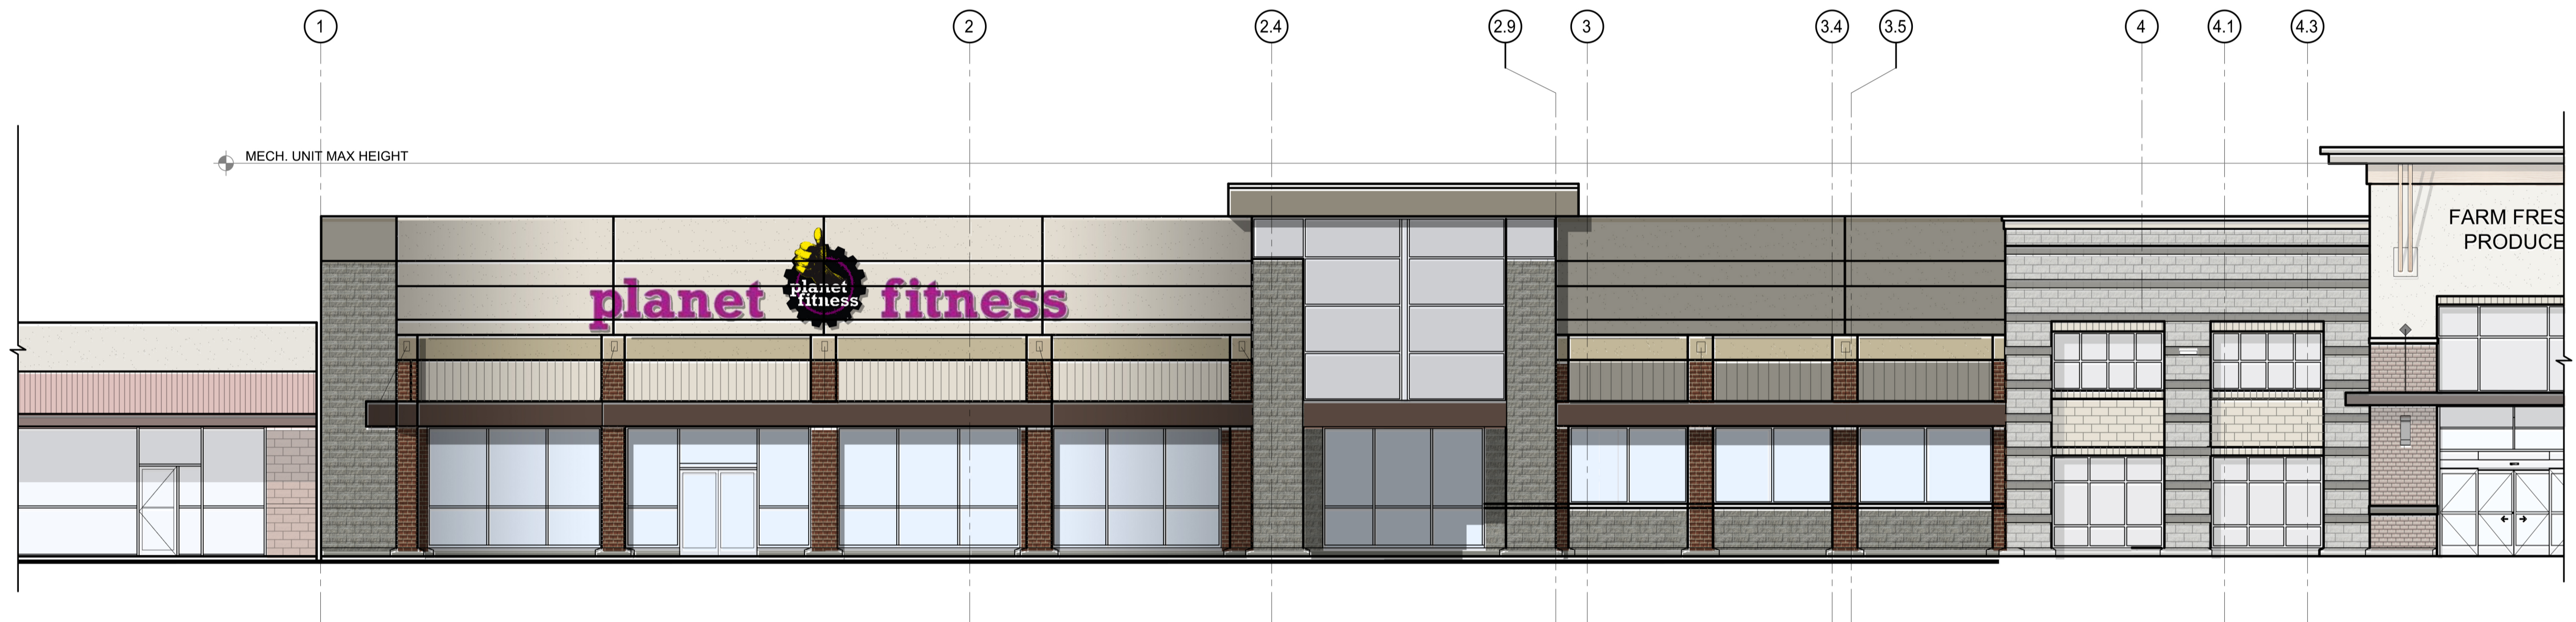 1 2 2.4 2.9 3 3.4 3.5 4 4.1 4.3
MECH. UNIT MAX HEIGHT
FARM FRES
PRODUCE
planet fitness
planet
fitness